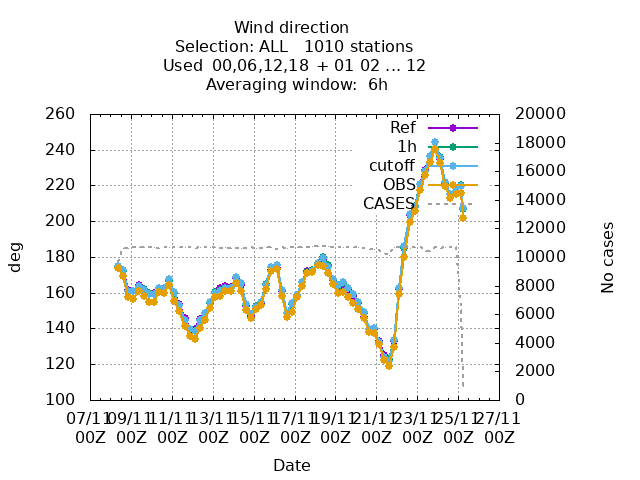 Wind direction
Selection: ALL   1010 stations
Used  00,06,12,18 + 01 02 ... 12
Averaging window:  6h
260
240
220
200
180
160
140
120
100
20000
18000
16000
14000
12000
10000
8000
6000
4000
2000
0
Ref
1h
cutoff
OBS
CASES
deg
No cases
07/11 09/11 11/11 13/11 15/11 17/11 19/11 21/11 23/11 25/11 27/11
00Z 00Z 00Z 00Z 00Z 00Z 00Z 00Z 00Z 00Z 00Z
Date